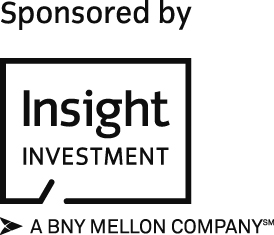 Sponsored by
Insight
INVESTMENT
A BNY MELLON COMPANY℠